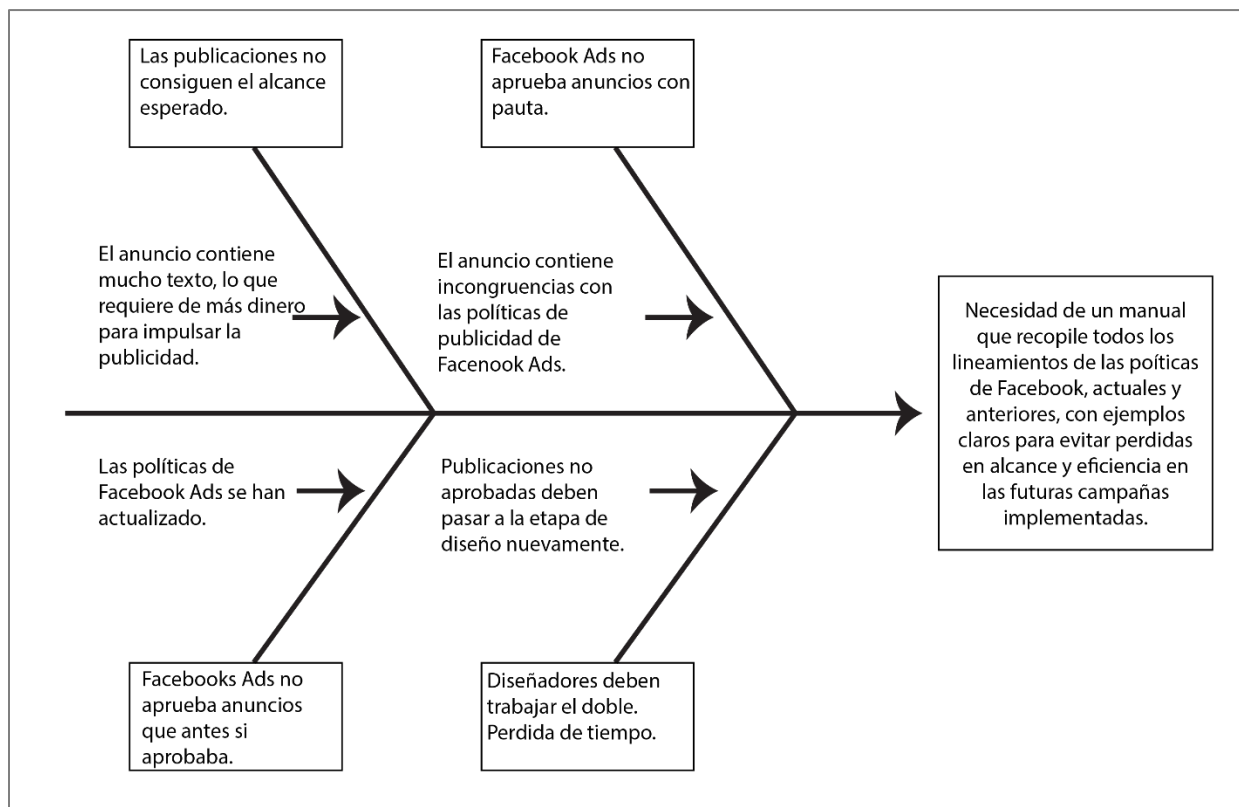 Las publicaciones no
consiguen el alcance
esperado.
Facebook Ads no
aprueba anuncios con
pauta.
El anuncio contiene
mucho texto, lo que
requiere de más dinero
para impulsar la
publicidad.
El anuncio contiene
incongruencias con
las políticas de
publicidad de
Facenook Ads.
Necesidad de un manual
que recopile todos los
lineamientos de las poíticas
de Facebook, actuales y
anteriores, con ejemplos
claros para evitar perdidas
en alcance y eficiencia en
las futuras campañas
implementadas.
Las políticas de
Facebook Ads se han
actualizado.
Publicaciones no
aprobadas deben
pasar a la etapa de
diseño nuevamente.
Facebooks Ads no
aprueba anuncios
que antes si
aprobaba.
Diseñadores deben
trabajar el doble.
Perdida de tiempo.